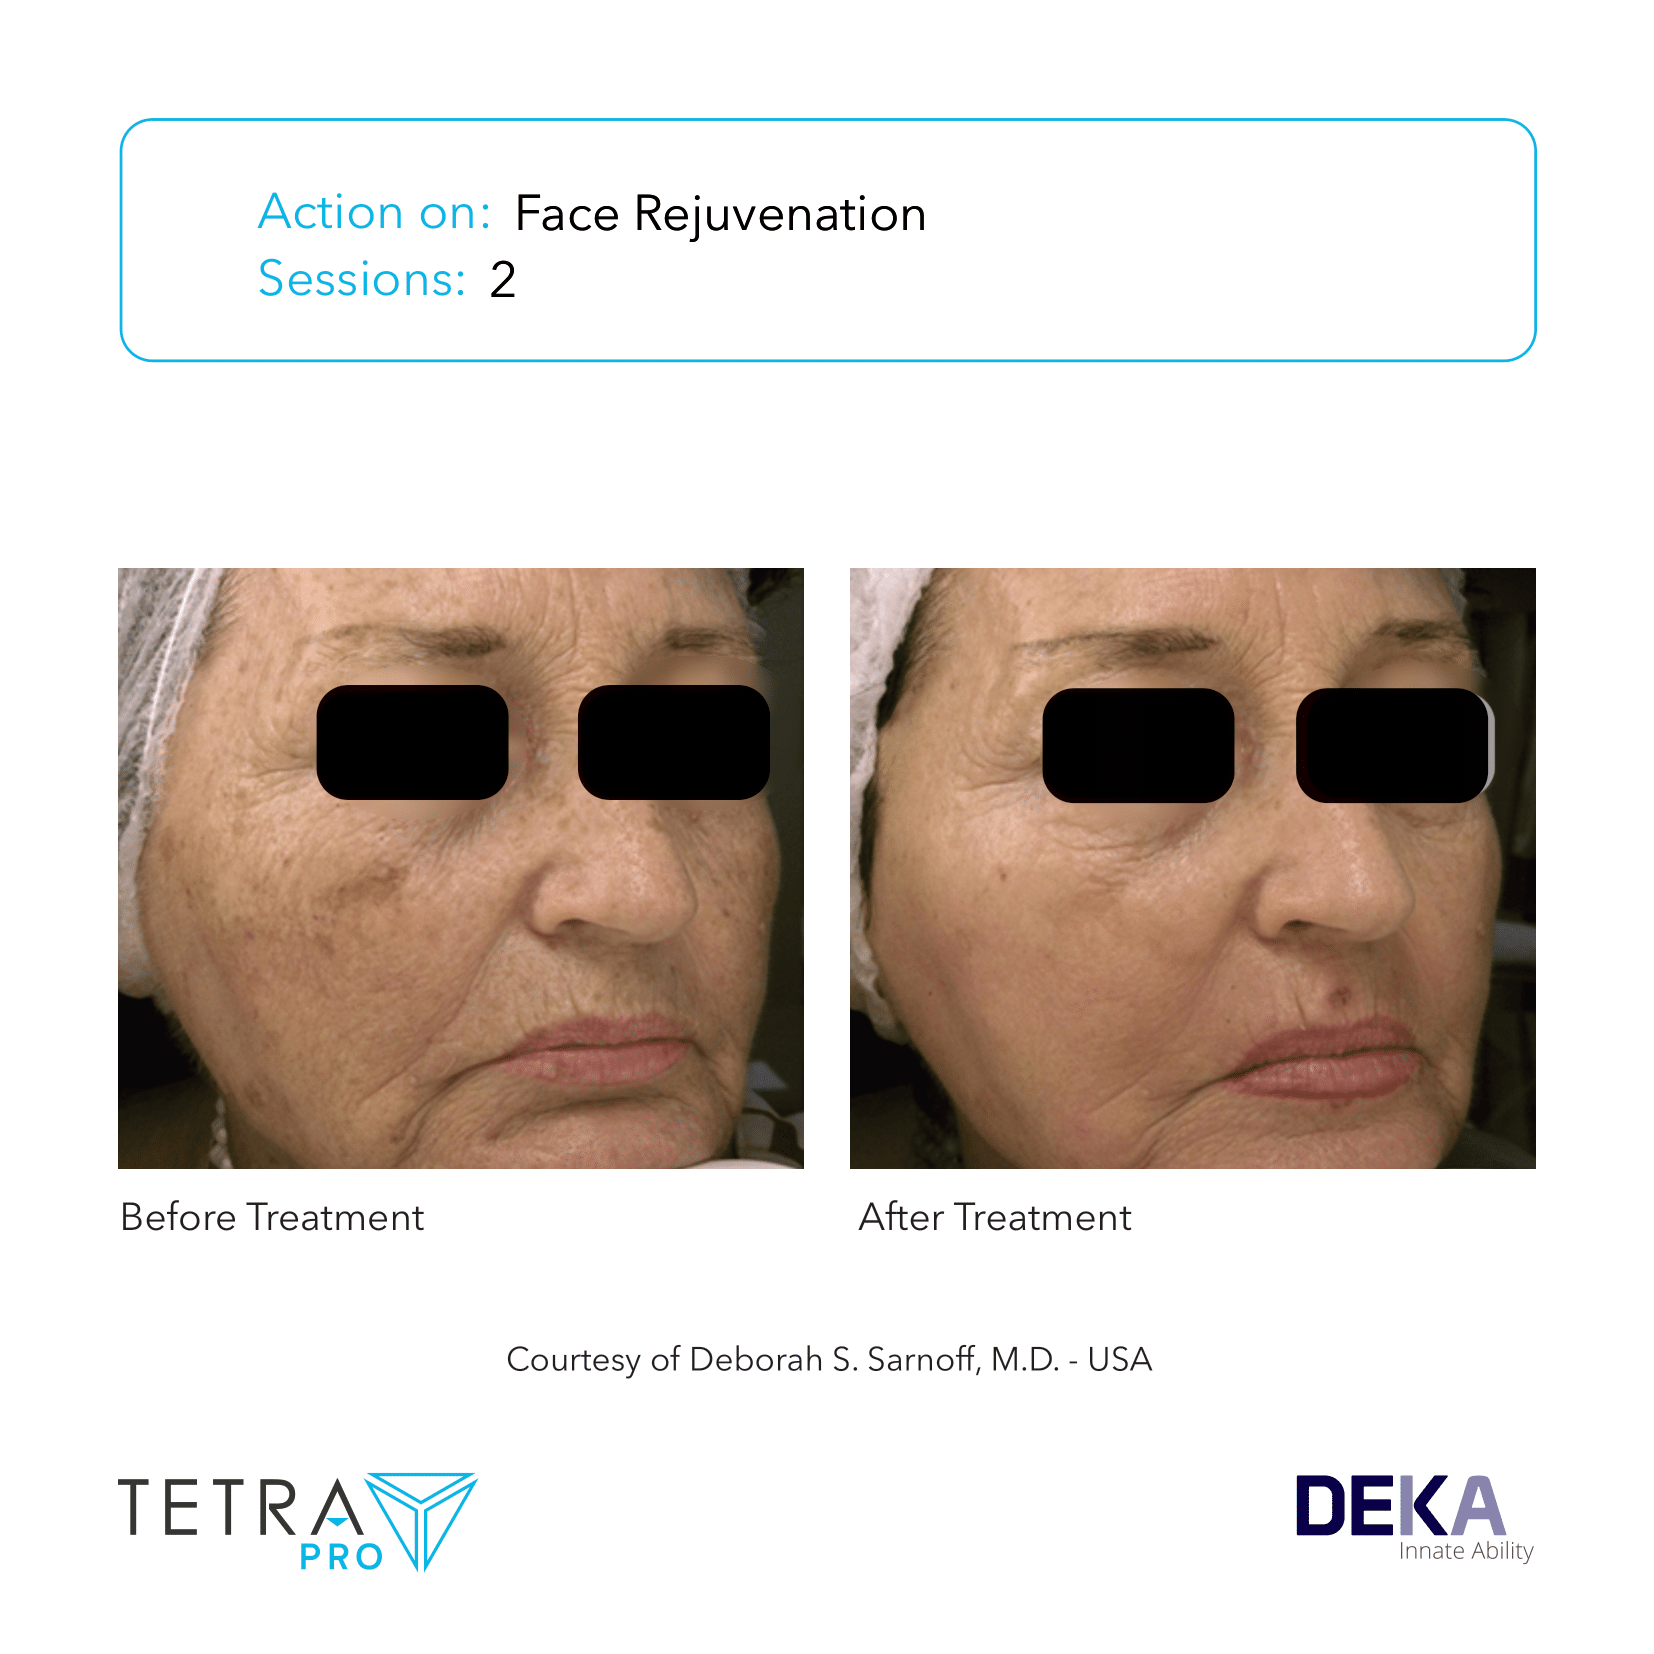 Action on: Face Rejuvenation
Sessions: 2
Before Treatment
After Treatment
Courtesy of Deborah S. Sarnoff, M.D. - USA
TETRA
PRO
DEKA
Innate Ability